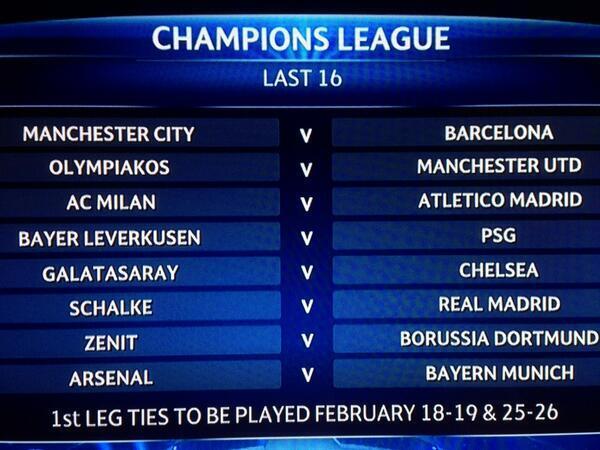 CHAMPIONS LEAGUE
LAST 16
MANCHESTER CITY V BARCELONA
OLYMPIAKOS V MANCHESTER UTD
AC MILAN V ATLETICO MADRID
BAYER LEVERKUSEN V PSG
GALATASARAY V CHELSEA
SCHALKE V REAL MADRID
ZENIT V BORUSSIA DORTMUND
ARSENAL V BAYERN MUNICH
1st LEG TIES TO BE PLAYED FEBRUARY 18-19 & 25-26